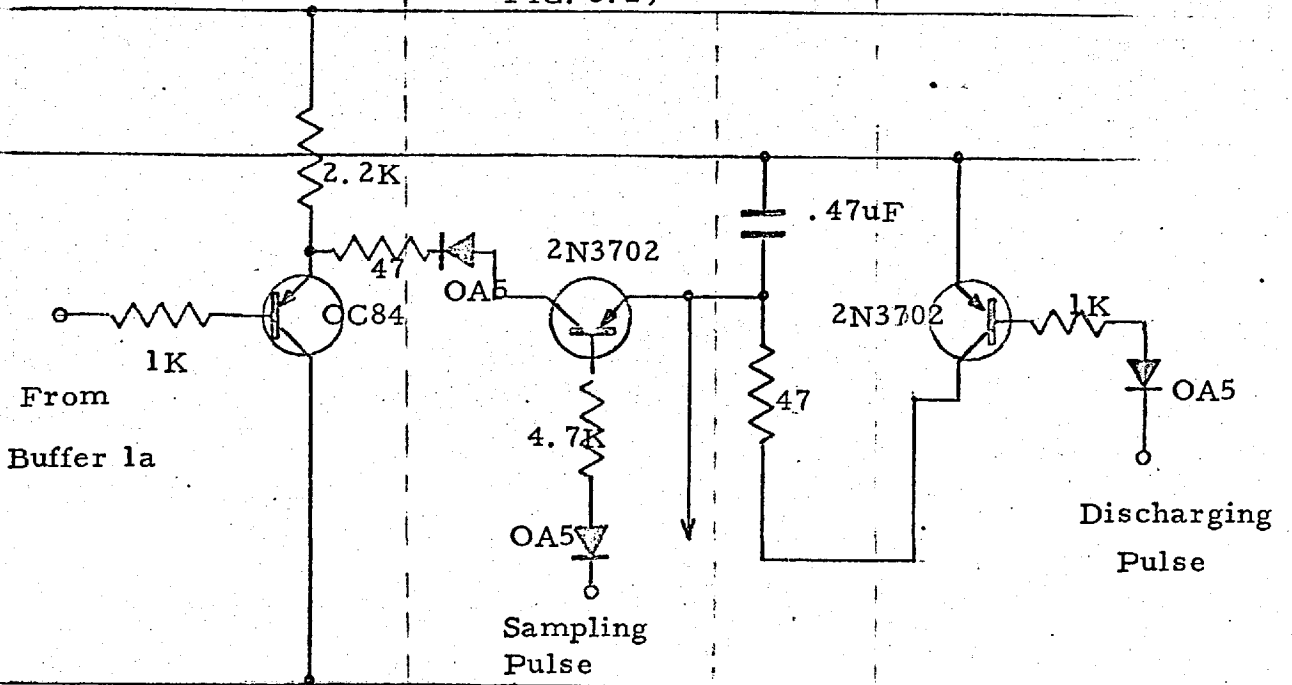 2.2K
.47uF
2N3702
47
OA5
OC84
2N3702
1K
1K
OA5
From
47
4.7K
Buffer 1a
OA5
Discharging
Pulse
Sampling
Pulse